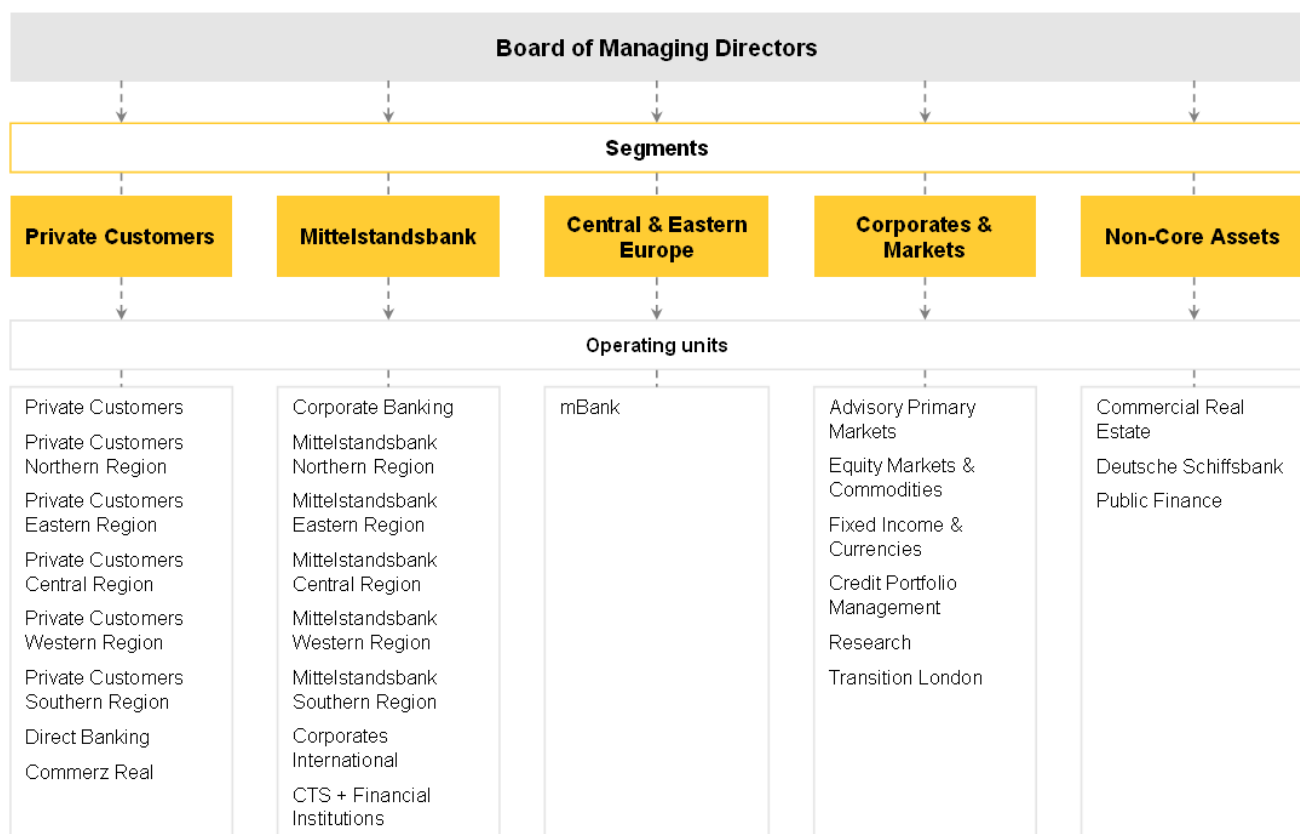 Board of Managing Directors
Segments
Private Customers
Mittelstandsbank
Central & Eastern
Europe
Corporates &
Markets
Non-Core Assets
Operating units
Private Customers
Private Customers
Northern Region
Private Customers
Eastern Region
Private Customers
Central Region
Private Customers
Western Region
Private Customers
Southern Region
Direct Banking
Commerz Real
Corporate Banking
Mittelstandsbank
Northern Region
Mittelstandsbank
Eastern Region
Mittelstandsbank
Central Region
Mittelstandsbank
Western Region
Mittelstandsbank
Southern Region
Corporates
International
CTS + Financial
Institutions
mBank
Advisory Primary
Markets
Equity Markets &
Commodities
Fixed Income &
Currencies
Credit Portfolio
Management
Research
Transition London
Commercial Real
Estate
Deutsche Schiffsbank
Public Finance